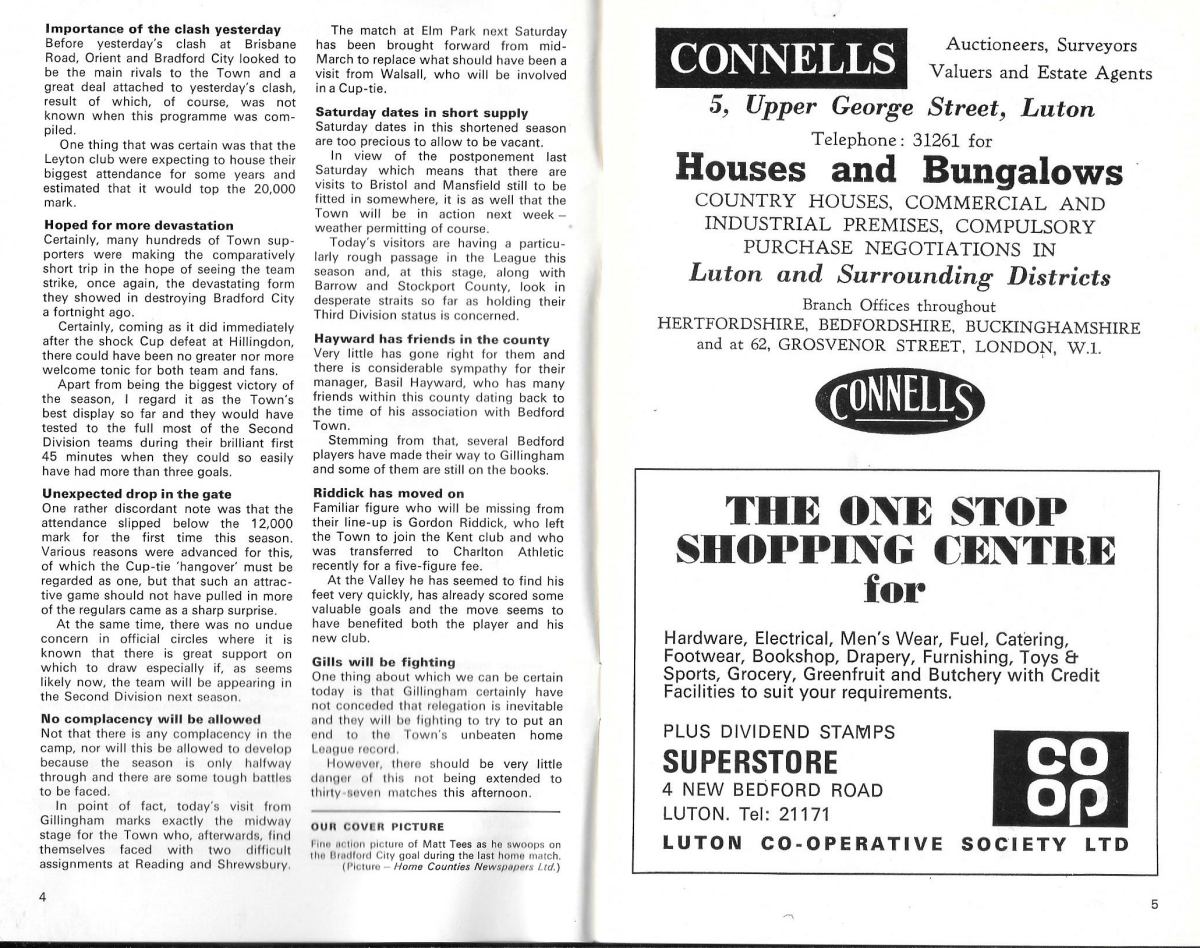 Importance of the clash yesterday
Before yesterday's clash at Brisbane
Road, Orient and Bradford City looked to
be the main rivals to the Town and a
great deal attached to yesterday's clash,
result of which, of course, was not
known when this programme was com-
piled.
One thing that was certain was that the
Leyton club were expecting to house their
biggest attendance for some years and
estimated that it would top the 20,000
mark.
Hoped for more devastation
Certainly, many hundreds of Town sup-
porters were making the comparatively
short trip in the hope of seeing the team
strike, once again, the devastating form
they showed in destroying Bradford City
a fortnight ago.
Certainly, coming as it did immediately
after the shock Cup defeat at Hillingdon,
there could have been no greater nor more
welcome tonic for both team and fans.
Apart from being the biggest victory of
the season, I regard it as the Town's
best display so far and they would have
tested to the full most of the Second
Division teams during their brilliant first
45 minutes when they could so easily
have had more than three goals.
Unexpected drop in the gate
One rather discordant note was that the
attendance slipped below the 12,000
mark for the first time this season.
Various reasons were advanced for this,
of which the Cup-tie 'hangover' must be
regarded as one, but that such an attrac-
tive game should not have pulled in more
of the regulars came as a sharp surprise.
At the same time, there was no undue
concern in official circles where it is
known that there is great support on
which to draw especially if, as seems
likely now, the team will be appearing in
the Second Division next season.
No complacency will be allowed
Not that there is any complacency in the
camp, nor will this be allowed to develop
because the season is only halfway
through and there are some tough battles
to be faced.
In point of fact, today's visit from
Gillingham marks exactly the midway
stage for the Town who, afterwards, find
themselves faced with two difficult
assignments at Reading and Shrewsbury.
4
The match at Elm Park next Saturday
has been brought forward from mid-
March to replace what should have been a
visit from Walsall, who will be involved
in a Cup-tie.
Saturday dates in short supply
Saturday dates in this shortened season
are too precious to allow to be vacant.
In view of the postponement last
Saturday which means that there are
visits to Bristol and Mansfield still to be
fitted in somewhere, it is as well that the
Town will be in action next week –
weather permitting of course.
Today's visitors are having a particu-
larly rough passage in the League this
season and, at this stage, along with
Barrow and Stockport County, look in
desperate straits so far as holding their
Third Division status is concerned.
Hayward has friends in the county
Very little has gone right for them and
there is considerable sympathy for their
manager, Basil Hayward, who has many
friends within this county dating back to
the time of his association with Bedford
Town.
Stemming from that, several Bedford
players have made their way to Gillingham
and some of them are still on the books.
Riddick has moved on
Familiar figure who will be missing from
their line-up is Gordon Riddick, who left
the Town to join the Kent club and who
was transferred to Charlton Athletic
recently for a five-figure fee.
At the Valley he has seemed to find his
feet very quickly, has already scored some
valuable goals and the move seems to
have benefited both the player and his
new club.
Gills will be fighting
One thing about which we can be certain
today is that Gillingham certainly have
not conceded that relegation is inevitable
and they will be fighting to try to put an
end to the Town's unbeaten home
League record.
However, there should be very little
danger of this not being extended to
thirty-seven matches this afternoon.
OUR COVER PICTURE
Fine action picture of Matt Tees as he swoops on
the Bradford City goal during the last home match.
(Picture – Home Counties Newspapers Ltd.)
CONNELLS
Auctioneers, Surveyors
Valuers and Estate Agents
5, Upper George Street, Luton
Telephone: 31261 for
Houses and Bungalows
COUNTRY HOUSES, COMMERCIAL AND
INDUSTRIAL PREMISES, COMPULSORY
PURCHASE NEGOTIATIONS IN
Luton and Surrounding Districts
Branch Offices throughout
HERTFORDSHIRE, BEDFORDSHIRE, BUCKINGHAMSHIRE
and at 62, GROSVENOR STREET, LONDON, W.1.
CONNELLS
THE ONE STOP
SHOPPING CENTRE
for
Hardware, Electrical, Men's Wear, Fuel, Catering,
Footwear, Bookshop, Drapery, Furnishing, Toys &
Sports, Grocery, Greenfruit and Butchery with Credit
Facilities to suit your requirements.
PLUS DIVIDEND STAMPS
SUPERSTORE
4 NEW BEDFORD ROAD
LUTON. Tel: 21171
CO
OP
LUTON CO-OPERATIVE SOCIETY LTD
5